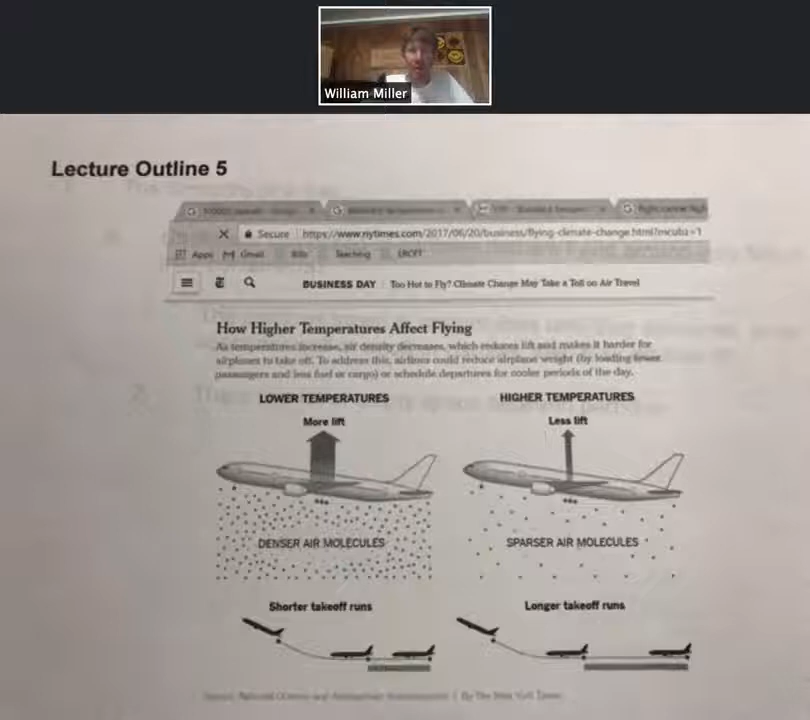 William Miller
Lecture Outline 5
Secure https://www.nytimes.com/2017/06/20/business/flying-climate-change.html?mcubz=1
Apps Gmail Bills Teaching EROFT
BUSINESS DAY Too Hot to Fly? Climate Change May Take a Toll on Air Travel
How Higher Temperatures Affect Flying
As temperatures increase, air density decreases, which reduces lift and makes it harder for
airplanes to take off. To address this, airlines could reduce airplane weight (by loading fewer
passengers and less fuel or cargo) or schedule departures for cooler periods of the day.
LOWER TEMPERATURES
More lift
DENSER AIR MOLECULES
Shorter takeoff runs
HIGHER TEMPERATURES
Less lift
SPARSER AIR MOLECULES
Longer takeoff runs
By The New York Times